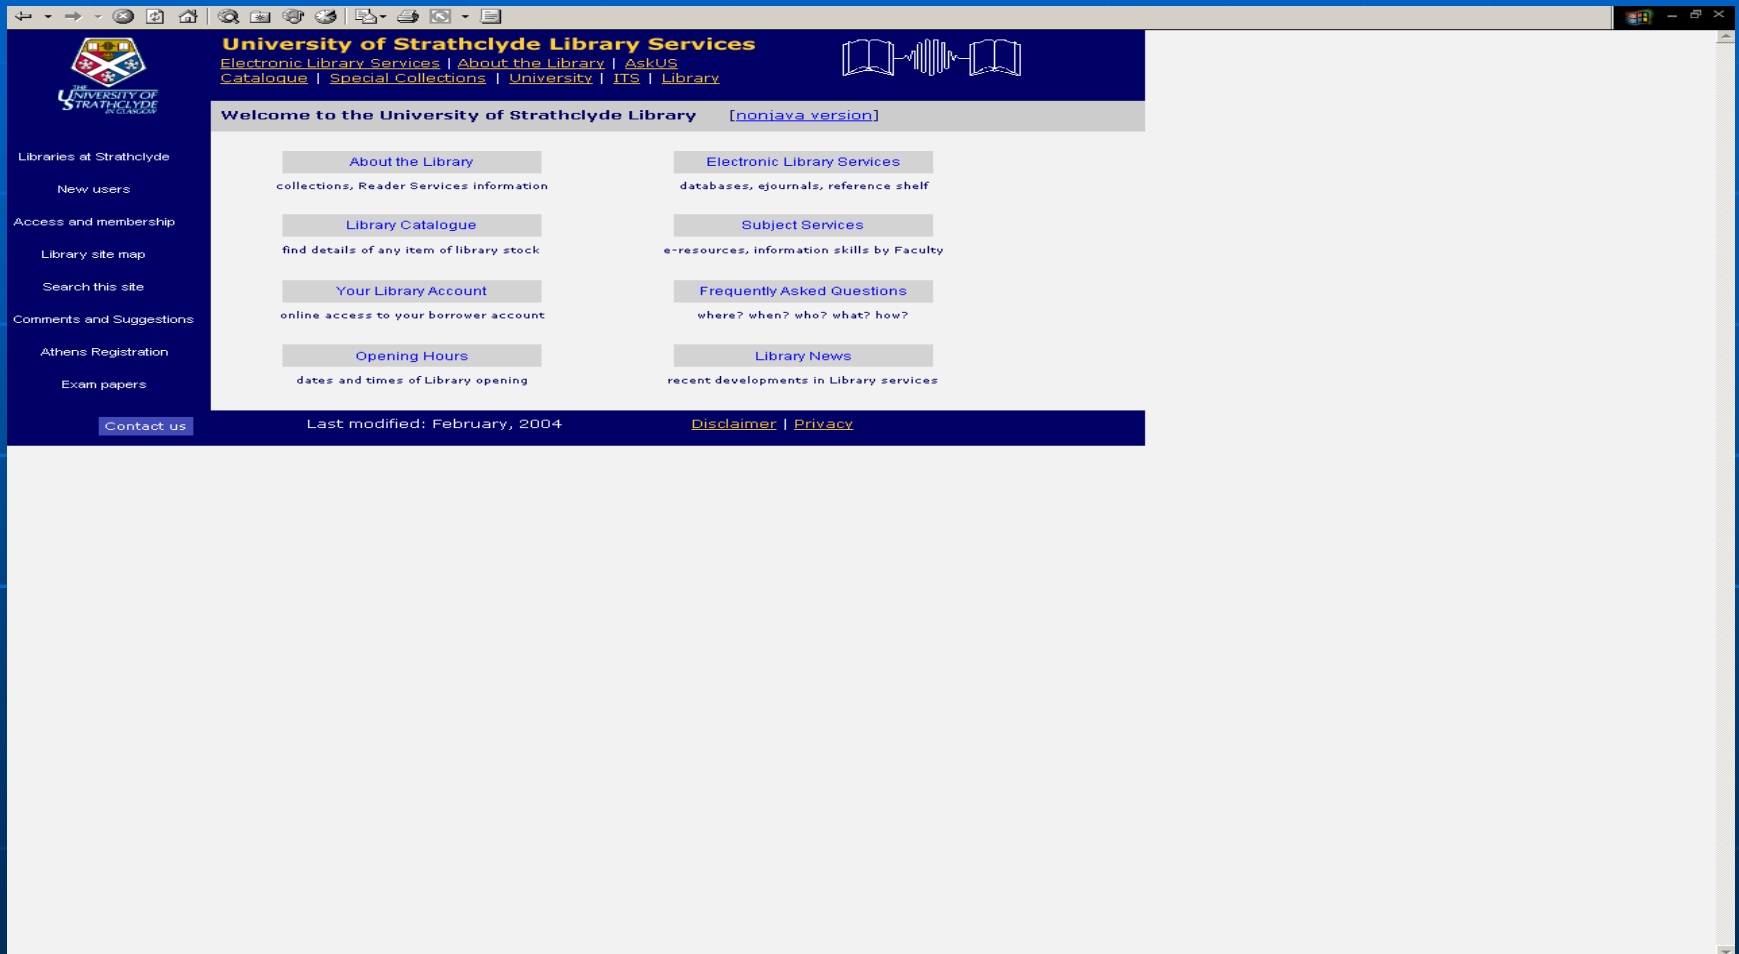 THE
UNIVERSITY OF
STRATHCLYDE
IN GLASGOW
University of Strathclyde Library Services
Electronic Library Services | About the Library | AskUS
Catalogue | Special Collections | University | ITS | Library
Welcome to the University of Strathclyde Library [nonjava version]
Libraries at Strathclyde
New users
Access and membership
Library site map
Search this site
Comments and Suggestions
Athens Registration
Exam papers
Contact us
About the Library
collections, Reader Services information
Library Catalogue
find details of any item of library stock
Your Library Account
online access to your borrower account
Opening Hours
dates and times of Library opening
Electronic Library Services
databases, ejournals, reference shelf
Subject Services
e-resources, information skills by Faculty
Frequently Asked Questions
where? when? who? what? how?
Library News
recent developments in Library services
Last modified: February, 2004
Disclaimer | Privacy